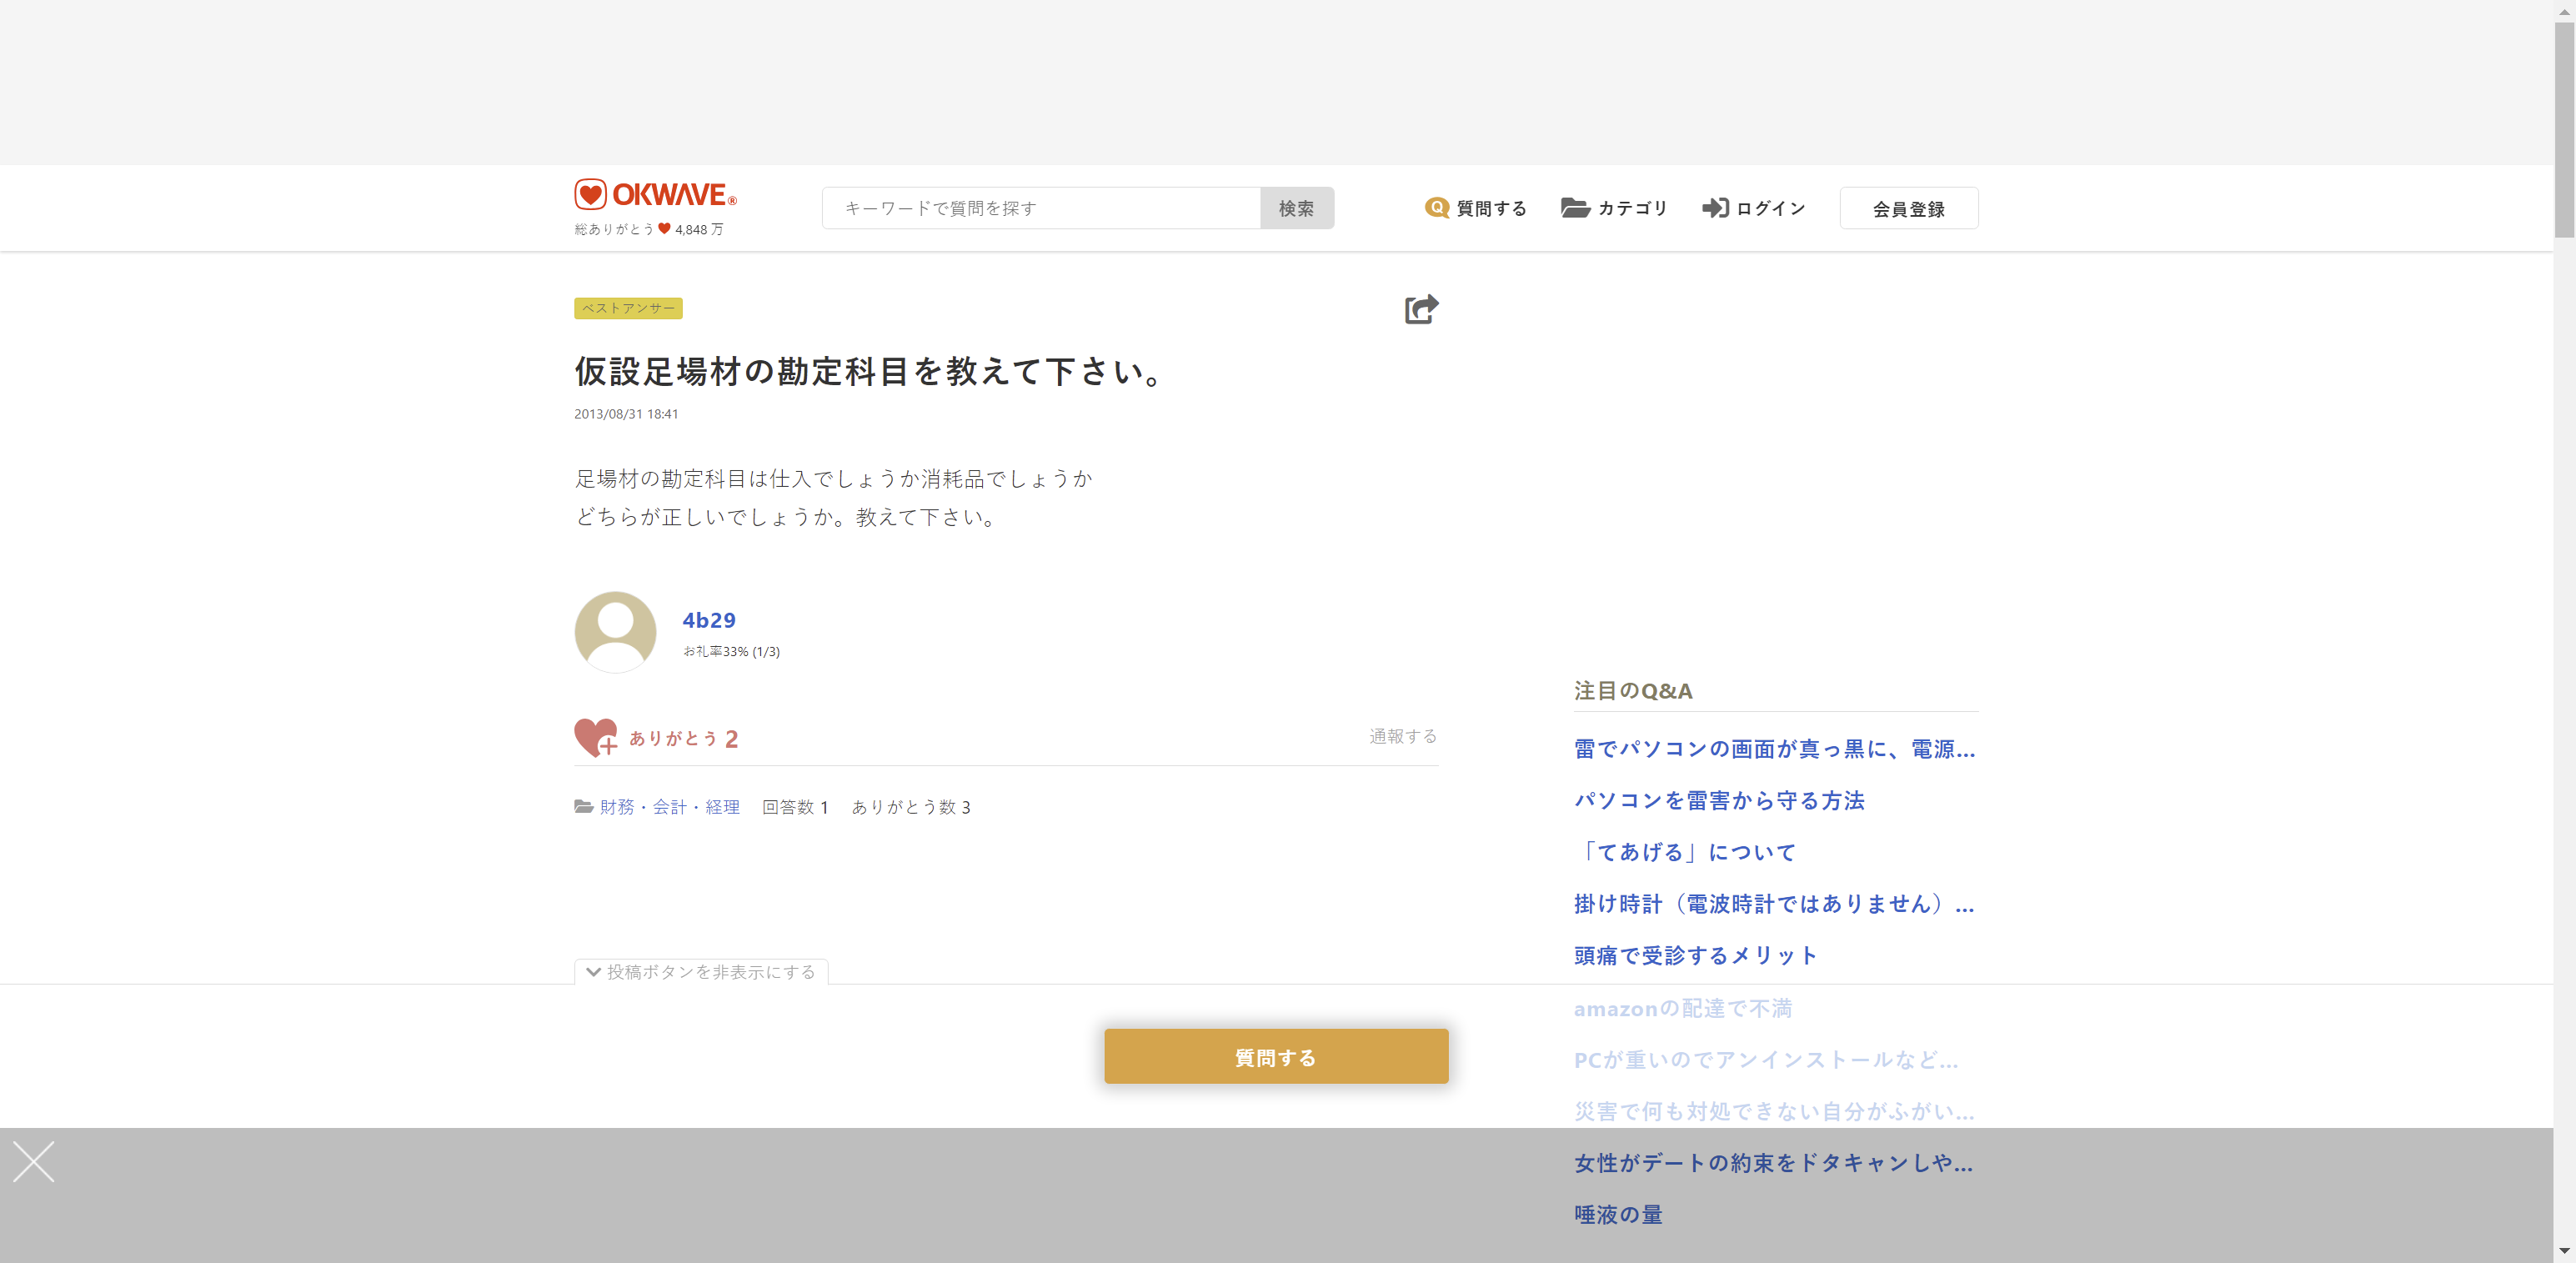 OKWAVE®
総ありがとう 4,848 万
キーワードで質問を探す
検索
質問する
カテゴリ
ログイン
会員登録
ベストアンサー
仮設足場材の勘定科目を教えて下さい。
2013/08/31 18:41
足場材の勘定科目は仕入でしょうか消耗品でしょうか
どちらが正しいでしょうか。教えて下さい。
4b29
お礼率33% (1/3)
ありがとう 2
通報する
財務・会計・経理 回答数 1 ありがとう数 3
投稿ボタンを非表示にする
質問する
注目のQ&A
雷でパソコンの画面が真っ黒に、電源...
パソコンを雷害から守る方法
「てあげる」について
掛け時計（電波時計ではありません）...
頭痛で受診するメリット
amazonの配達で不満
PCが重いのでアンインストールなど...
災害で何も対処できない自分がふがい...
女性がデートの約束をドタキャンしや...
唾液の量